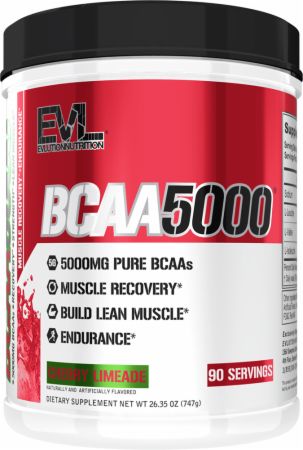 EVL
EVLUTIONNUTRITION
BCAA5000
5G 5000MG PURE BCAAs
MUSCLE RECOVERY*
BUILD LEAN MUSCLE*
ENDURANCE*
CHERRY LIMEADE
90 SERVINGS
NATURALLY AND ARTIFICIALLY FLAVORED
DIETARY SUPPLEMENT NET WT 26.35 OZ (747g)
MUSCLE RECOVERY•ENDURANCE*